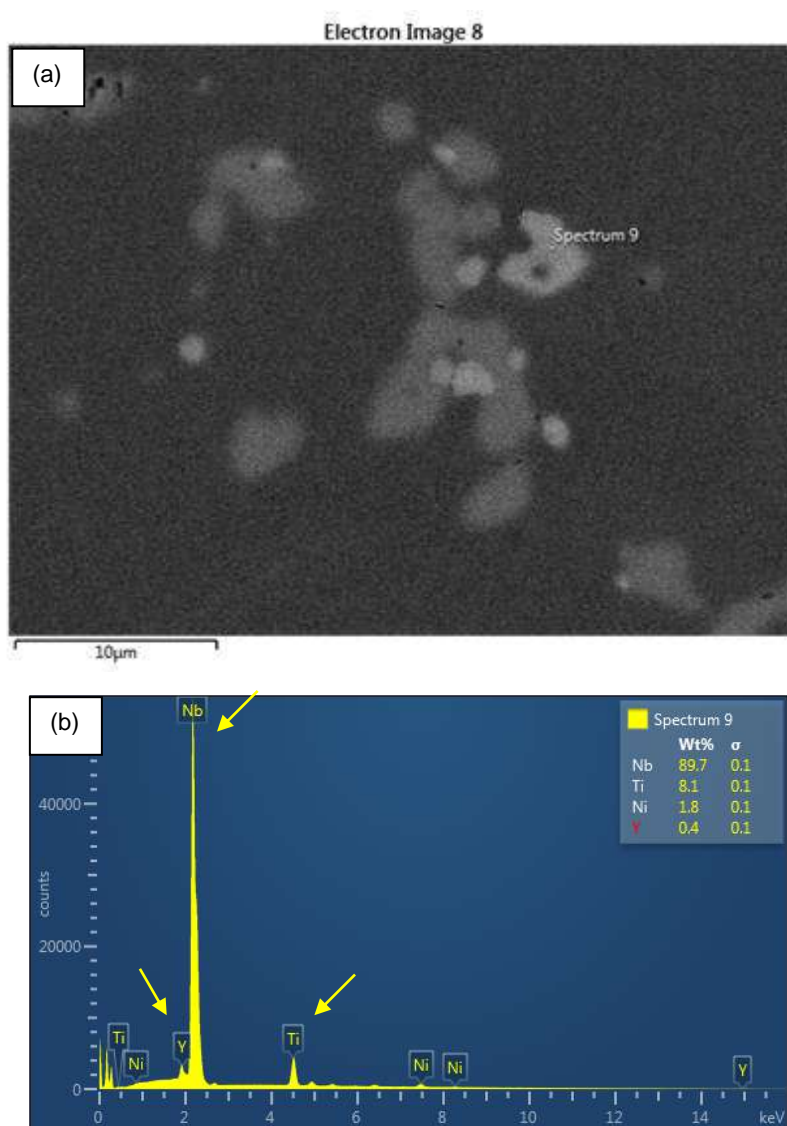 Electron Image 8
(a)
Spectrum 9
10µm
(b)
Nb
Spectrum 9
Wt% σ
Nb 89.7 0.1
Ti 8.1 0.1
Ni 1.8 0.1
Y 0.4 0.1
40000
counts
20000
Ti Ni Y Ti Ni Ni Y
0
0 2 4 6 8 10 12 14 keV